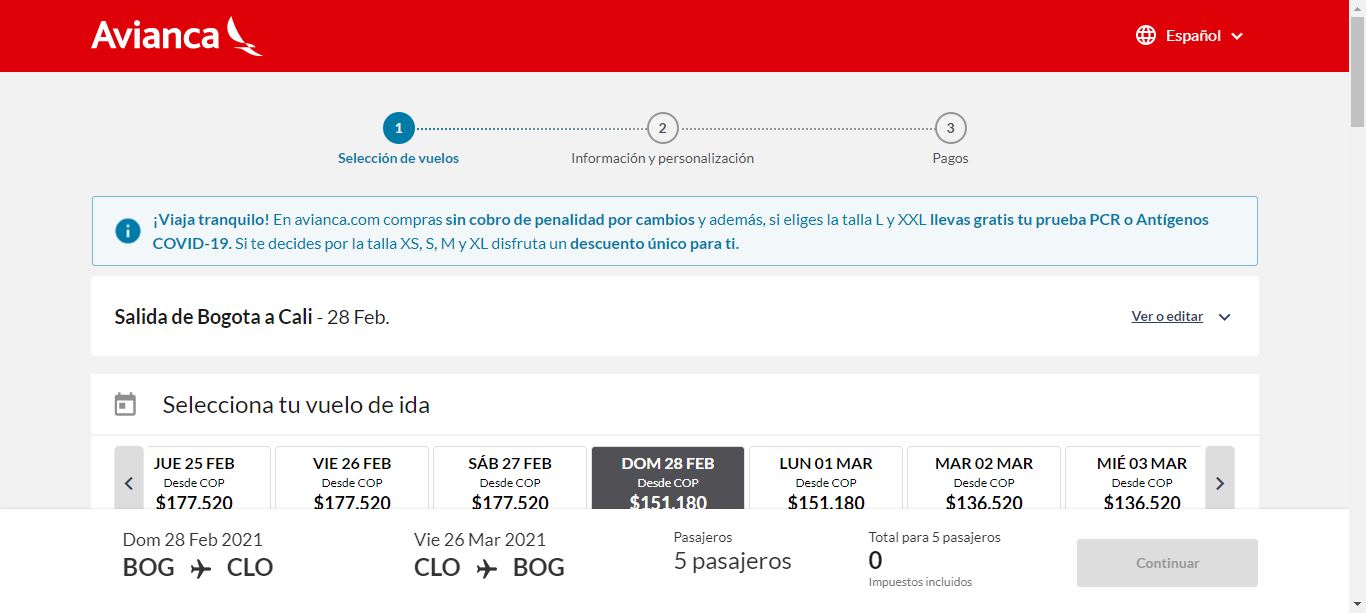 Avianca
Español
1
2
3
Selección de vuelos
Información y personalización
Pagos
¡Viaja tranquilo! En avianca.com compras sin cobro de penalidad por cambios y además, si eliges la talla L y XXL llevas gratis tu prueba PCR o Antígenos
COVID-19. Si te decides por la talla XS, S, M y XL disfruta un descuento único para ti.
Salida de Bogota a Cali - 28 Feb.
Ver o editar
Selecciona tu vuelo de ida
JUE 25 FEB
Desde COP
$177.520
VIE 26 FEB
Desde COP
$177.520
SÁB 27 FEB
Desde COP
$177.520
DOM 28 FEB
Desde COP
$151.180
LUN 01 MAR
Desde COP
$151.180
MAR 02 MAR
Desde COP
$136.520
MIÉ 03 MAR
Desde COP
$136.520
Dom 28 Feb 2021
BOG CLO
Vie 26 Mar 2021
CLO BOG
Pasajeros
5 pasajeros
Total para 5 pasajeros
0
Impuestos incluidos
Continuar